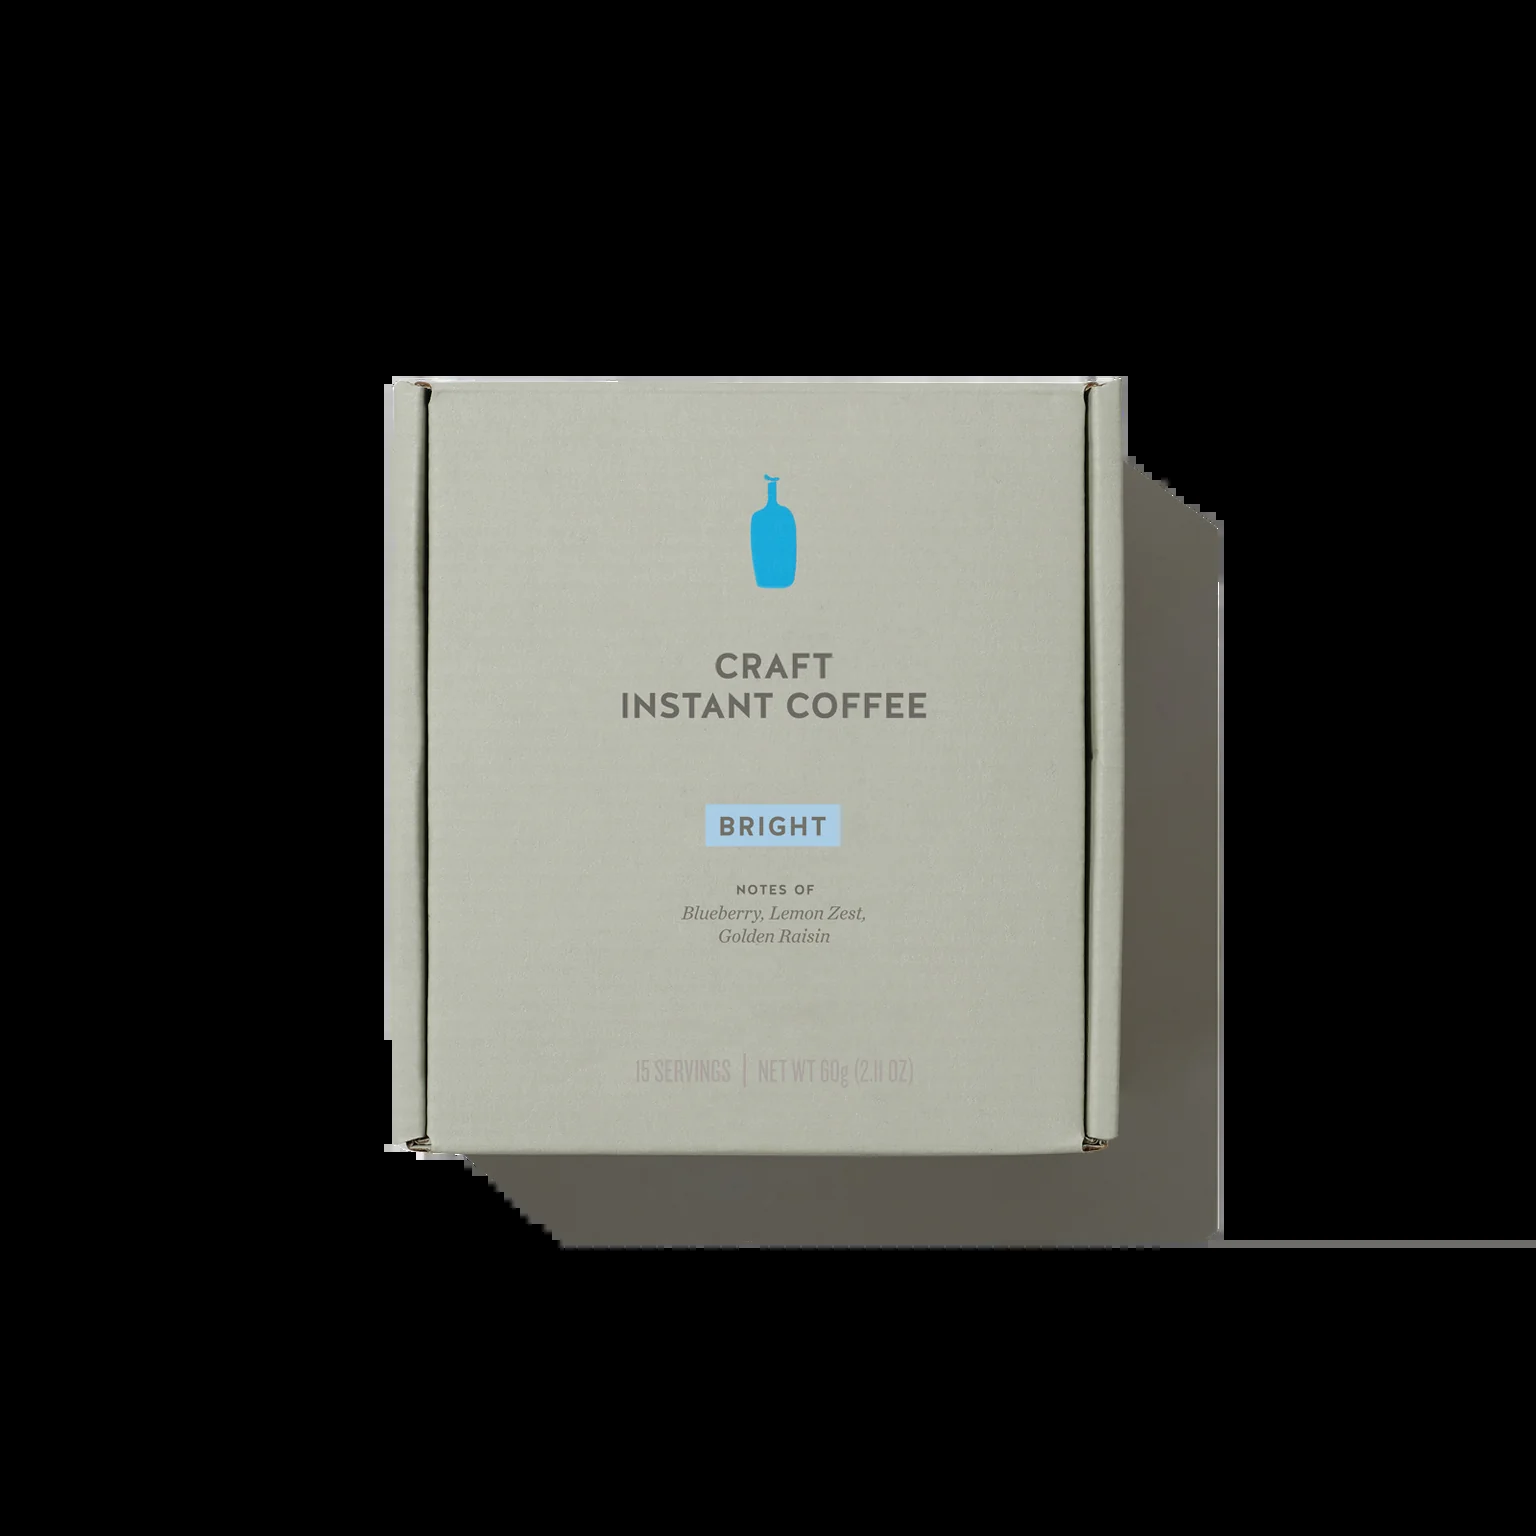 CRAFT
INSTANT COFFEE
BRIGHT
NOTES OF
Blueberry, Lemon Zest,
Golden Raisin
15 SERVINGS | NET WT 60g (2.11 OZ)